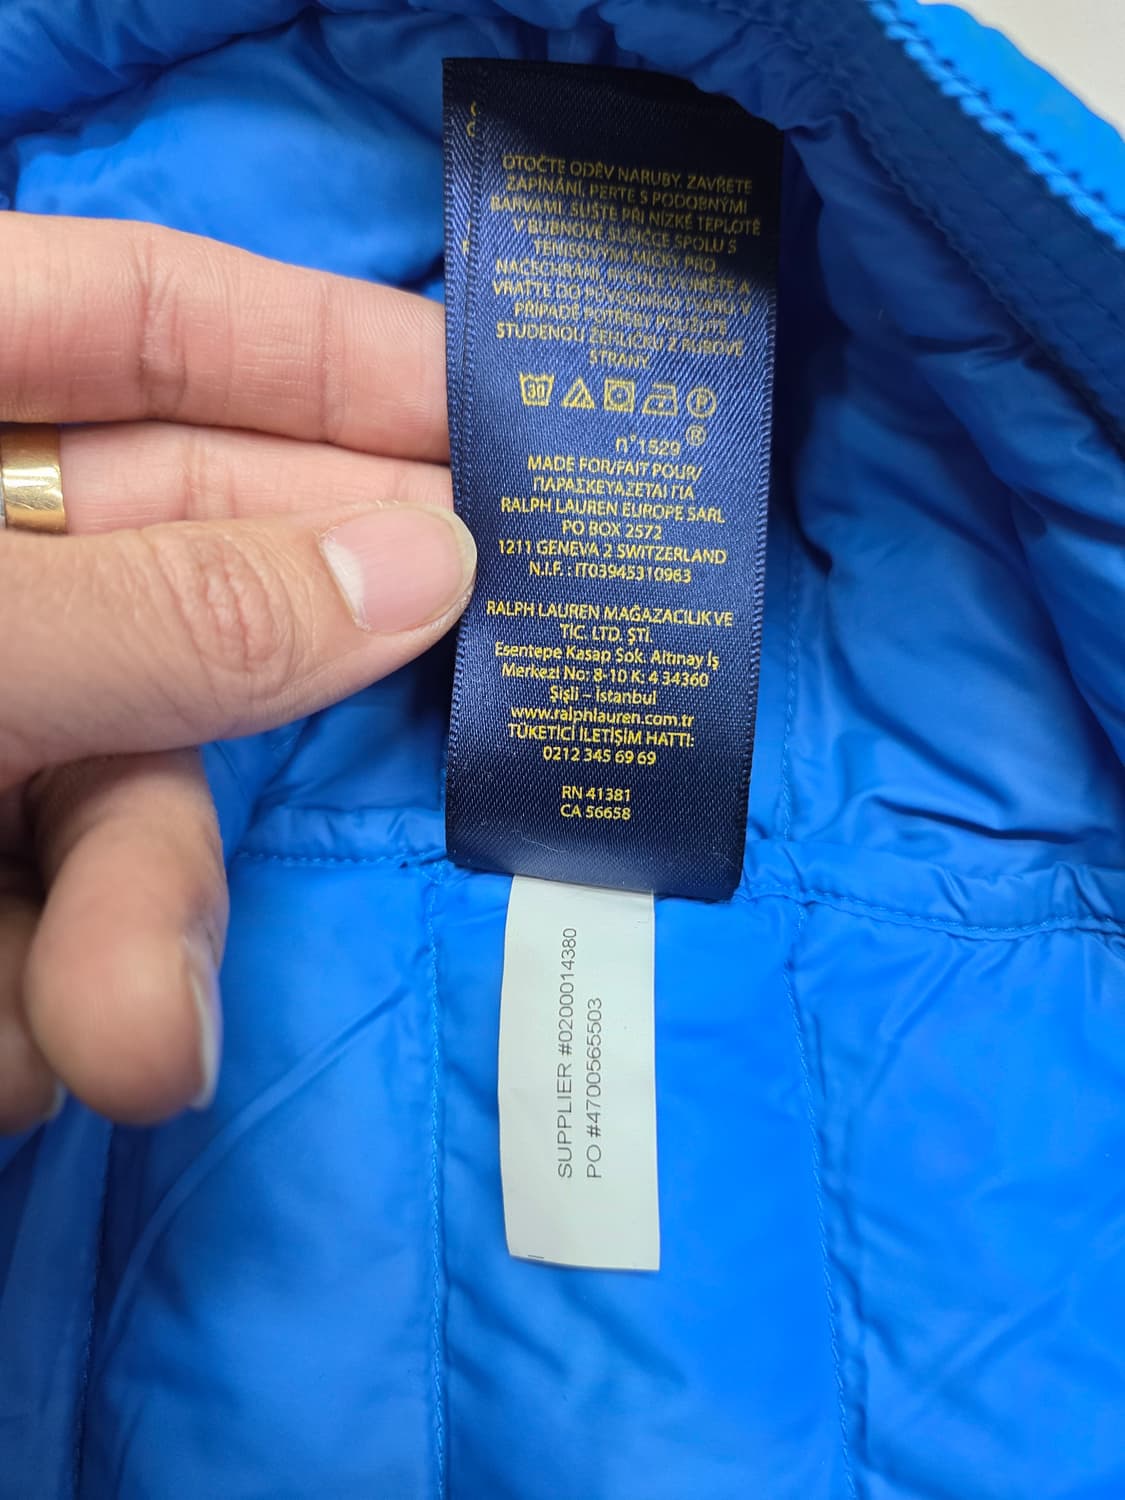 OTOČTE ODĚV NARUBY. ZAVŘETE
ZAPÍNÁNÍ. PERTE S PODOBNÝMI
BARVAMI. SUŠTE PŘI NÍZKÉ TEPLOTĚ
V BUBNOVÉ SUŠIČCE SPOLU S
TENISOVÝMI MÍČKY PRO
NAČECHRÁNÍ. IHNED VYJMĚTE A
VRAŤTE DO PŮVODNÍHO TVARU. V
PŘÍPADĚ POTŘEBY POUŽIJTE
STUDENOU ŽEHLIČKU Z RUBOVÉ
STRANY
30 P
n°1529 ®
MADE FOR/FAIT POUR/
ΠΑΡΑΣΚΕΥΑΖΕΤΑΙ ΓΙΑ
RALPH LAUREN EUROPE SARL
PO BOX 2572
1211 GENEVA 2 SWITZERLAND
N.I.F. : IT03945310963
RALPH LAUREN MAĞAZACILIK VE
TİC. LTD. ŞTİ.
Esentepe Kasap Sok. Altınay İş
Merkezi No: 8-10 K: 4 34360
Şişli – İstanbul
www.ralphlauren.com.tr
TÜKETİCİ İLETİŞİM HATTI:
0212 345 69 69
RN 41381
CA 56658
SUPPLIER #0200014380
PO #4700565503